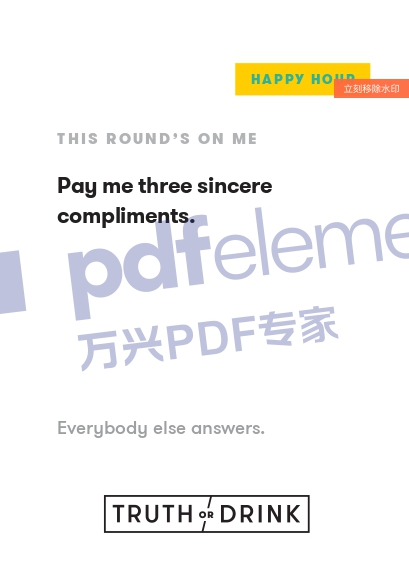 HAPPY HOUR
立刻移除水印
THIS ROUND'S ON ME
Pay me three sincere
compliments.
pdfeleme
万兴PDF专家
Everybody else answers.
TRUTH OR DRINK